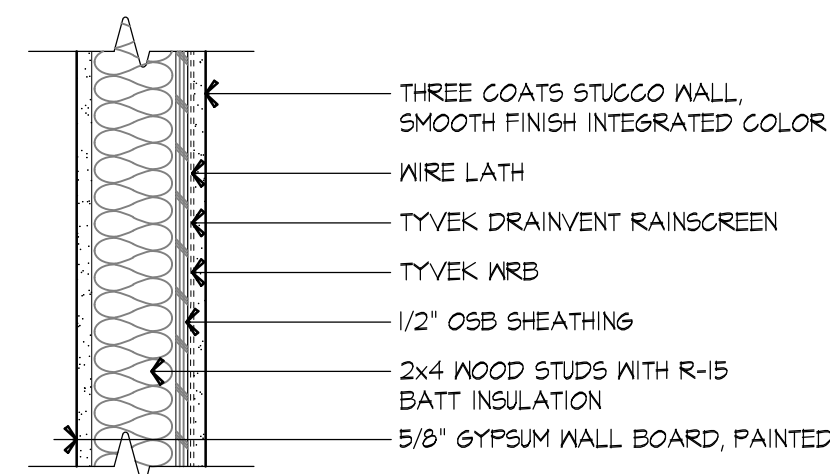 THREE COATS STUCCO WALL,
SMOOTH FINISH INTEGRATED COLOR
WIRE LATH
TYVEK DRAINVENT RAINSCREEN
TYVEK WRB
1/2" OSB SHEATHING
2x4 WOOD STUDS WITH R-15
BATT INSULATION
5/8" GYPSUM WALL BOARD, PAINTED